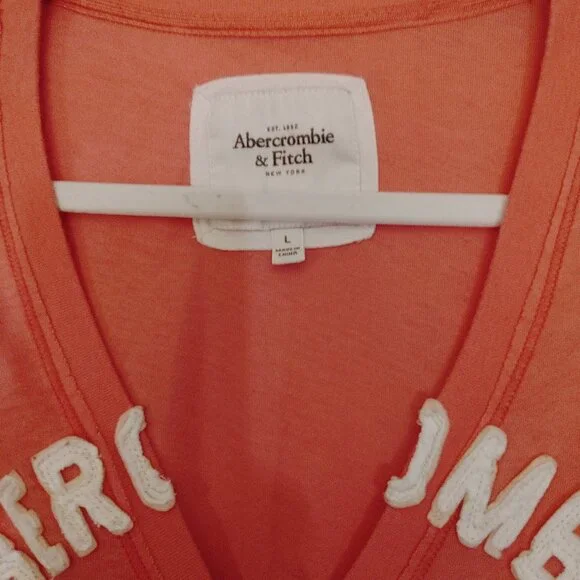 EST. 1892
Abercrombie
& Fitch
NEW YORK
L
ERC OMB